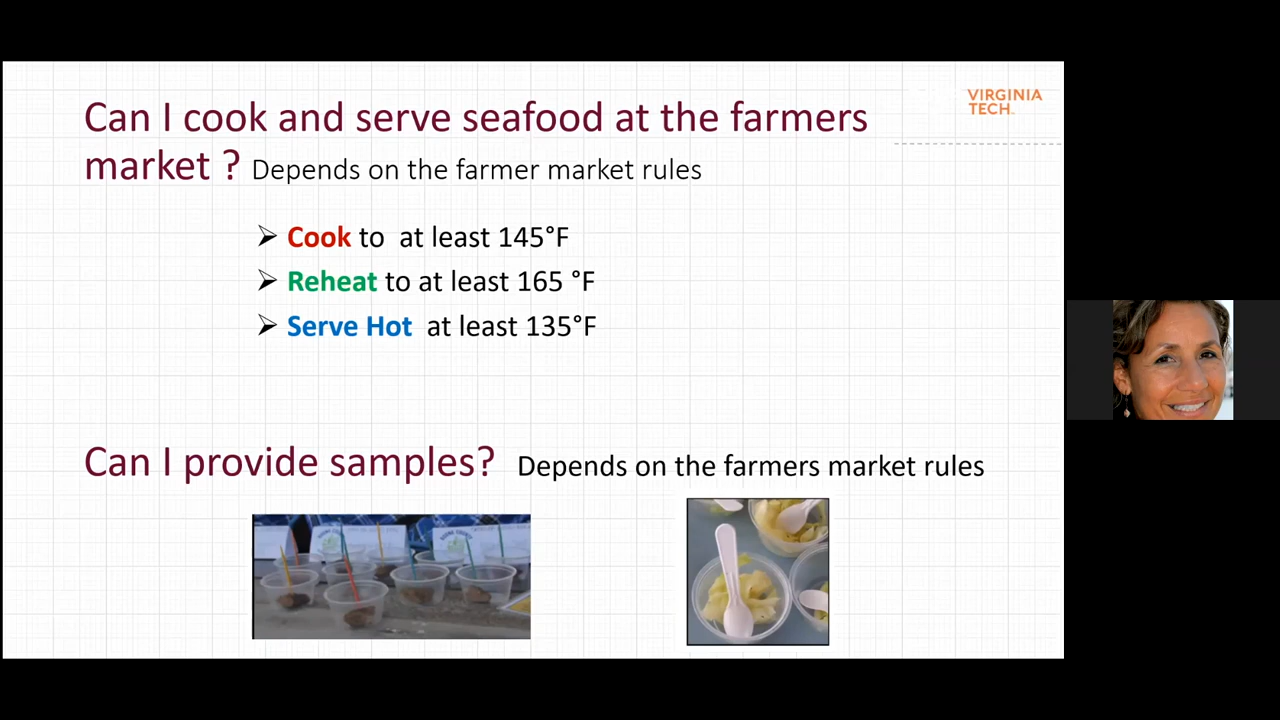 Can I cook and serve seafood at the farmers
market ? Depends on the farmer market rules
VIRGINIA
TECH
➢ Cook to at least 145°F
➢ Reheat to at least 165 °F
➢ Serve Hot at least 135°F
Can I provide samples? Depends on the farmers market rules